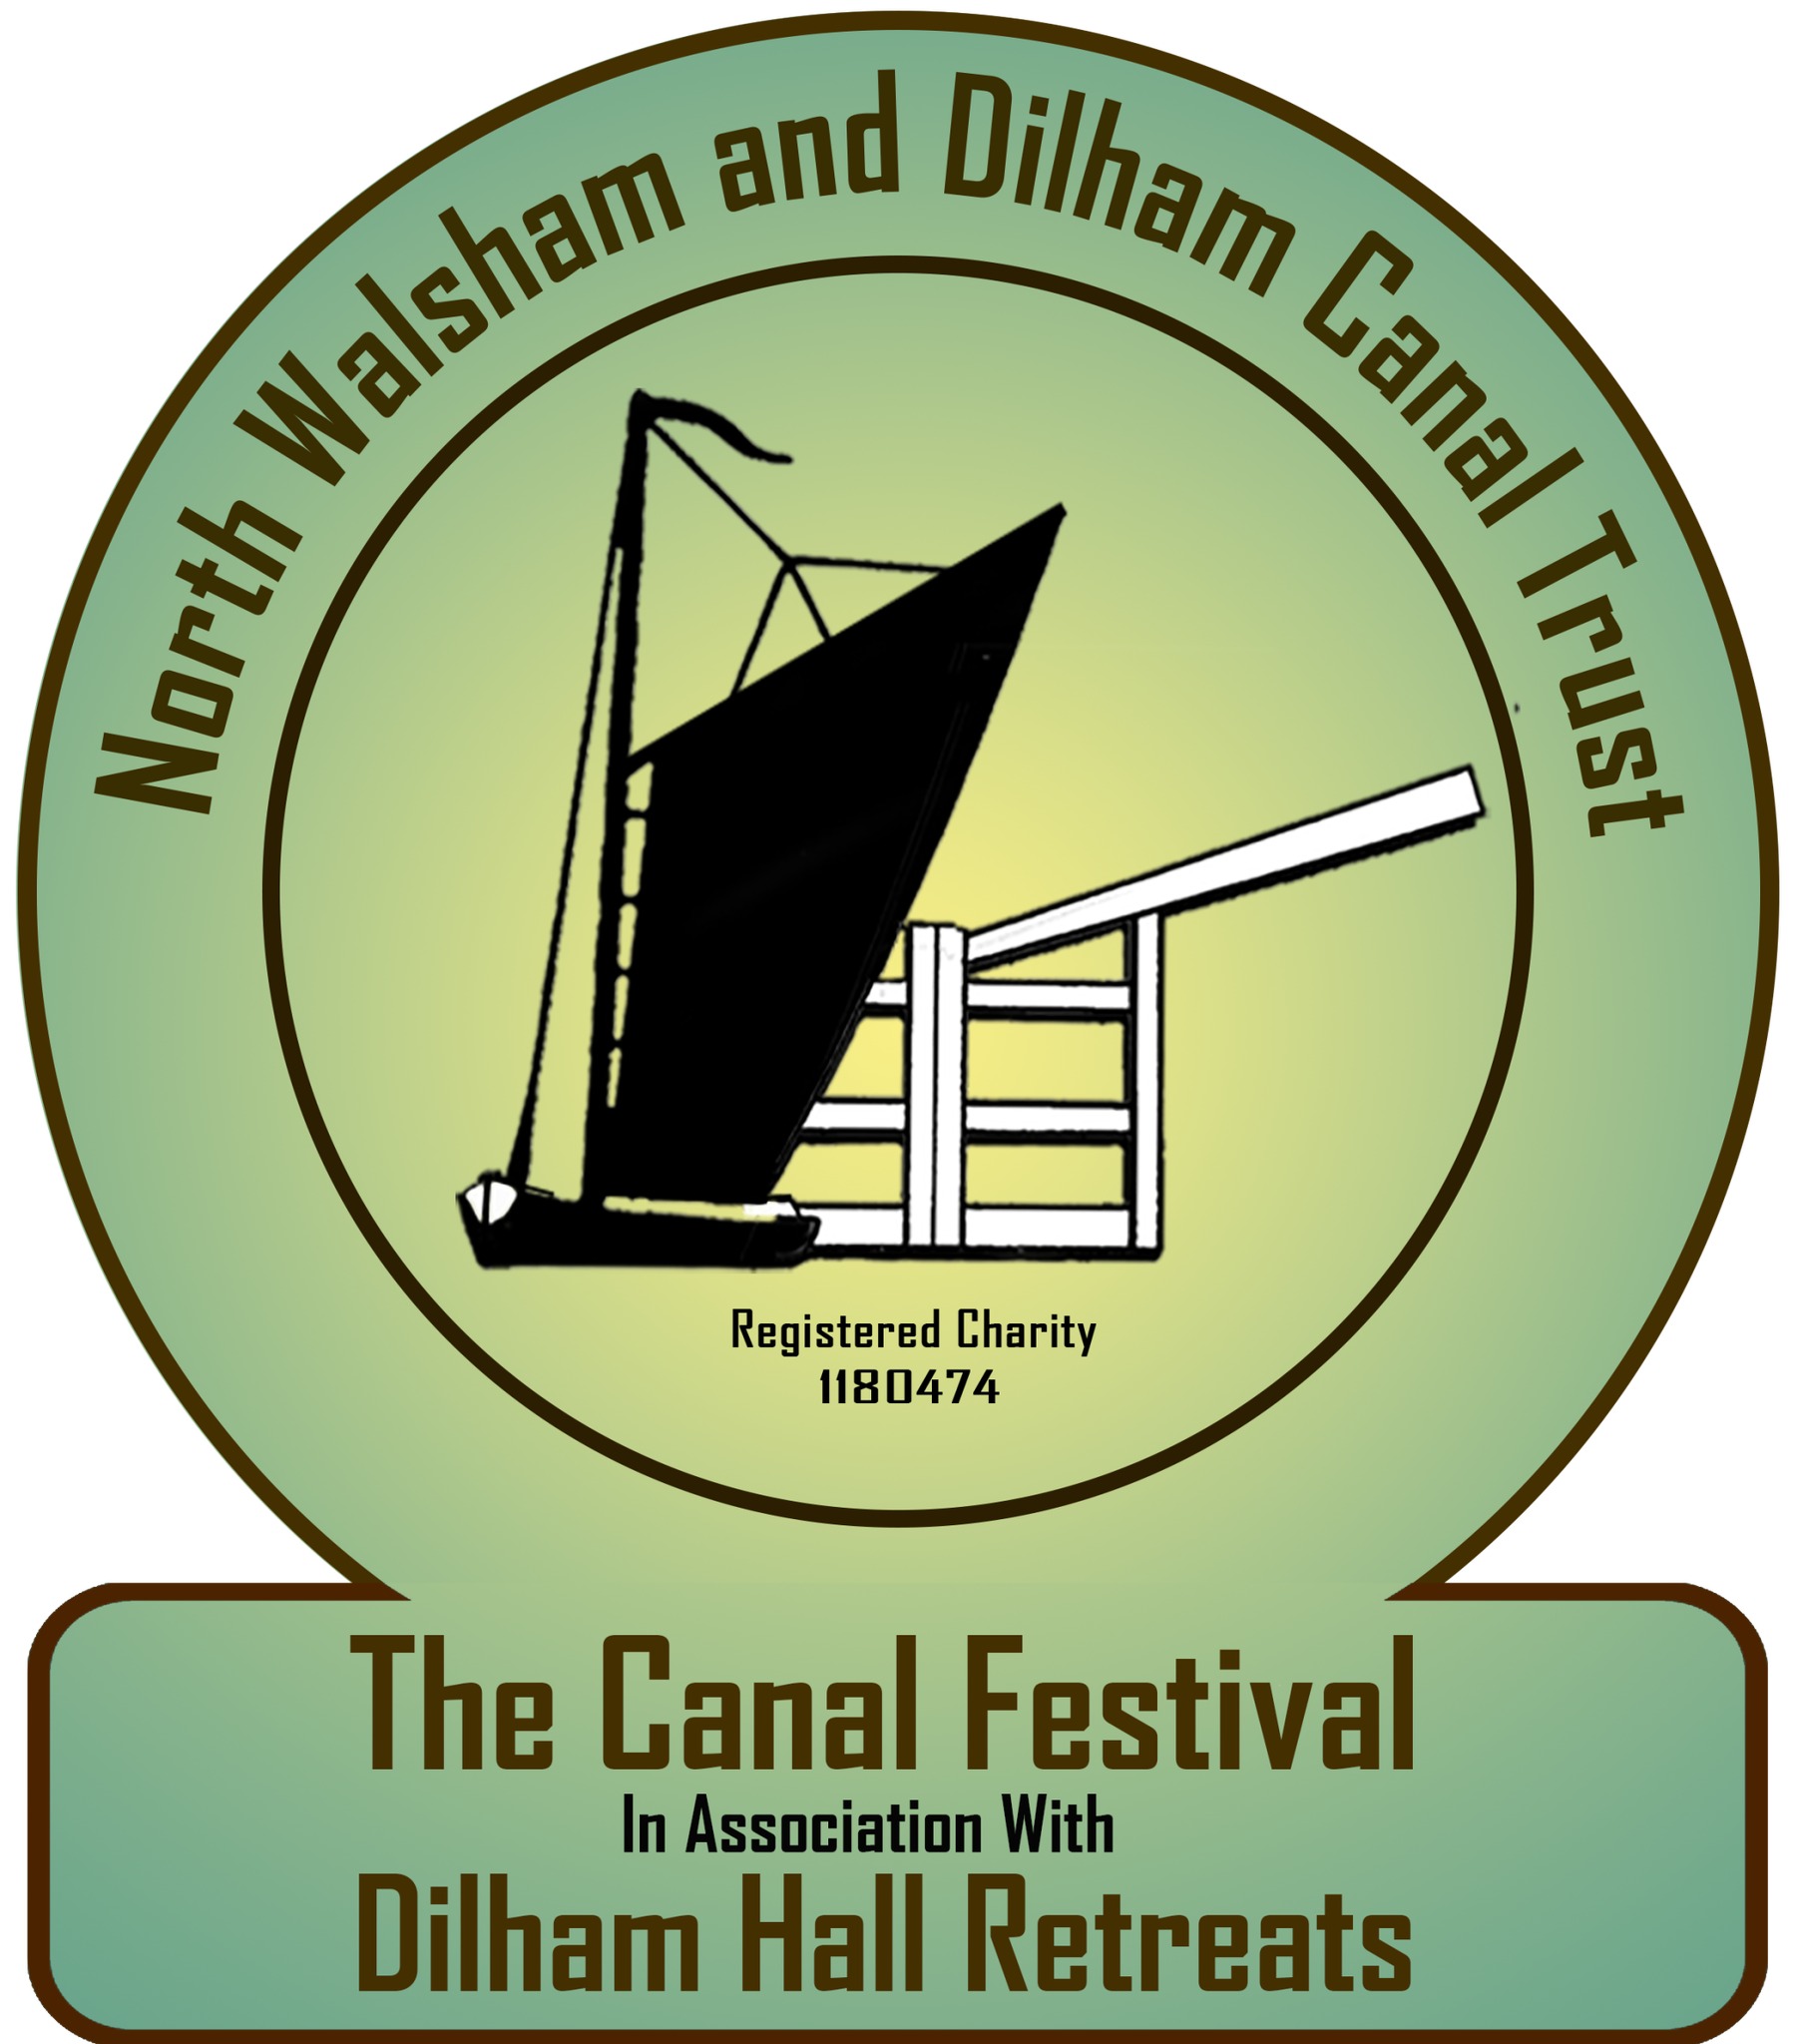 North Walsham and Dilham Canal Trust
Registered Charity
1180474
The Canal Festival
In Association With
Dilham Hall Retreats